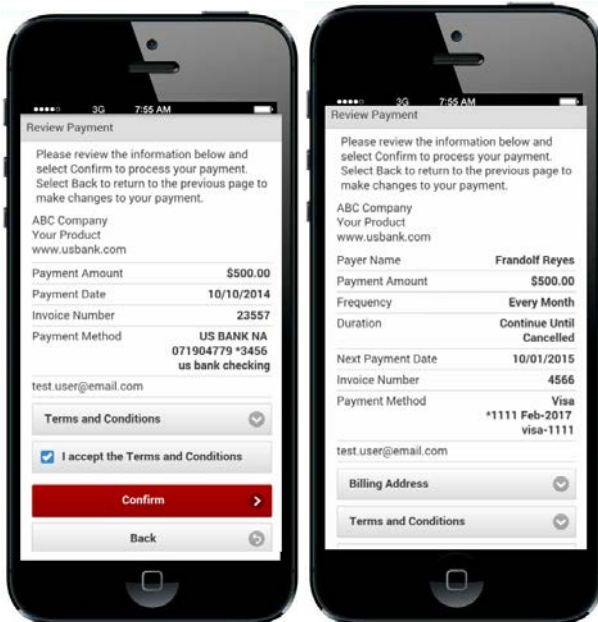 3G 7:55 AM
Review Payment
Please review the information below and
select Confirm to process your payment.
Select Back to return to the previous page to
make changes to your payment.
ABC Company
Your Product
www.usbank.com
Payment Amount $500.00
Payment Date 10/10/2014
Invoice Number 23557
Payment Method US BANK NA
071904779 *3456
us bank checking
test.user@email.com
Terms and Conditions
I accept the Terms and Conditions
Confirm
Back
3G 7:55 AM
Review Payment
Please review the information below and
select Confirm to process your payment.
Select Back to return to the previous page to
make changes to your payment.
ABC Company
Your Product
www.usbank.com
Payer Name Frandolf Reyes
Payment Amount $500.00
Frequency Every Month
Duration Continue Until
Cancelled
Next Payment Date 10/01/2015
Invoice Number 4566
Payment Method Visa
*1111 Feb-2017
visa-1111
test.user@email.com
Billing Address
Terms and Conditions